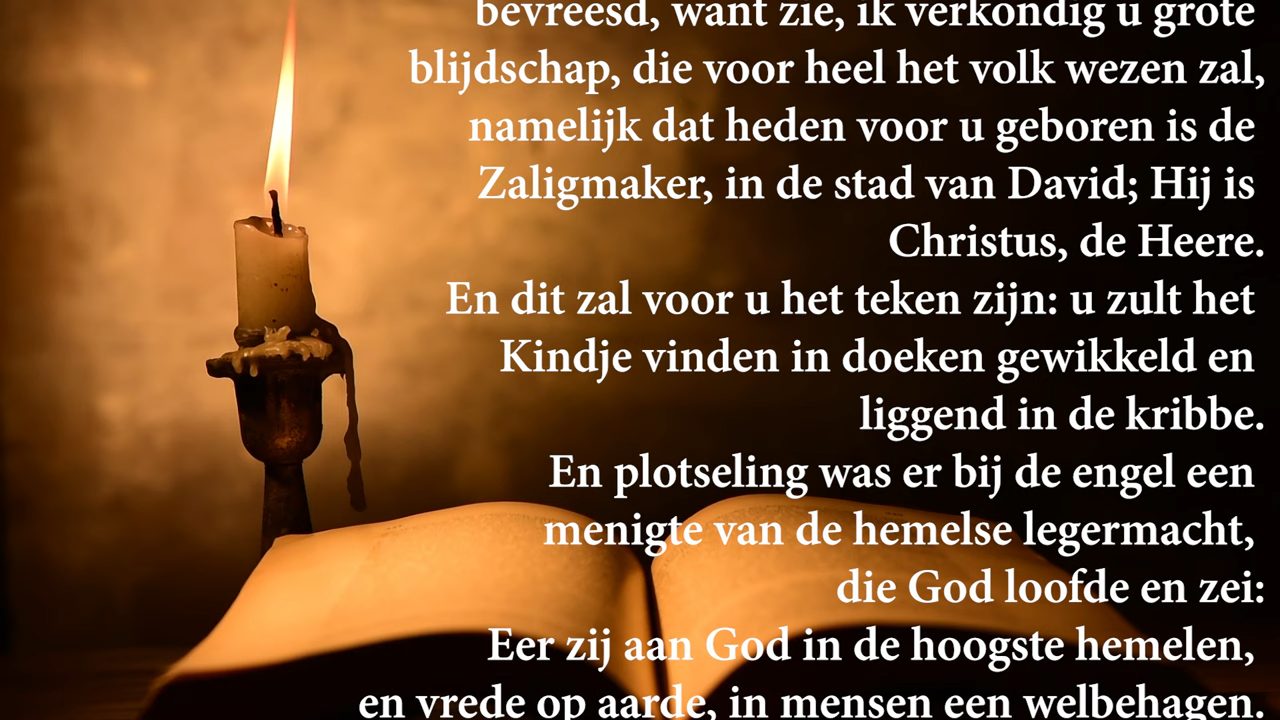 bevreesd, want zie, ik verkondig u grote
blijdschap, die voor heel het volk wezen zal,
namelijk dat heden voor u geboren is de
Zaligmaker, in de stad van David; Hij is
Christus, de Heere.
En dit zal voor u het teken zijn: u zult het
Kindje vinden in doeken gewikkeld en
liggend in de kribbe.
En plotseling was er bij de engel een
menigte van de hemelse legermacht,
die God loofde en zei:
Eer zij aan God in de hoogste hemelen,
en vrede op aarde, in mensen een welbehagen.